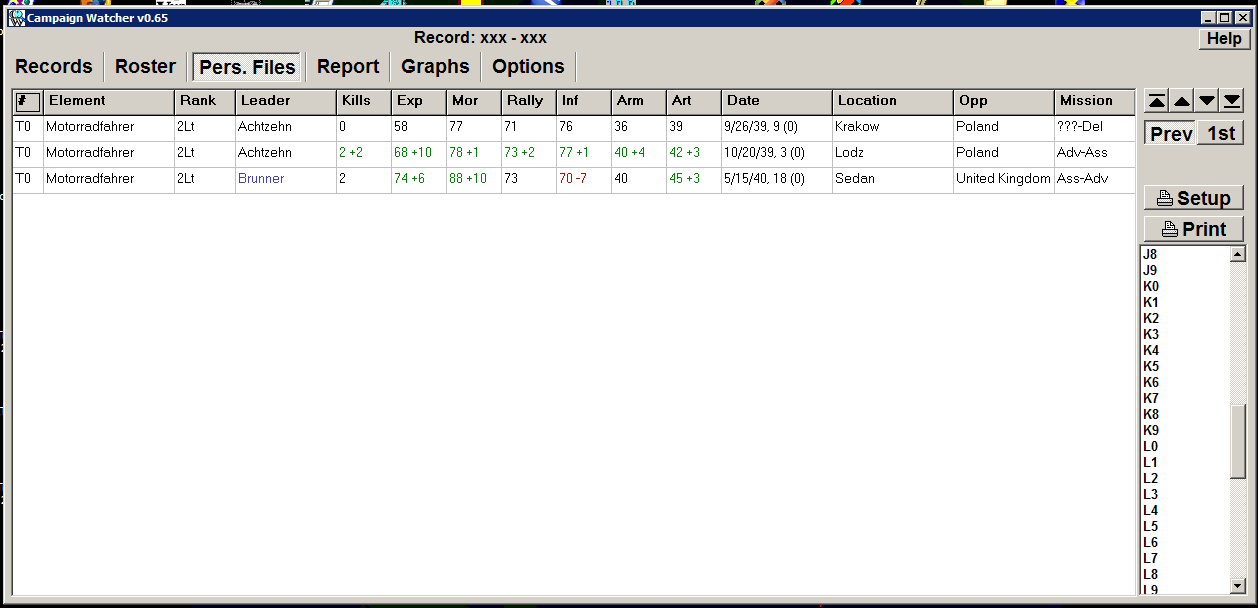 Campaign Watcher v0.65
Record: xxx - xxx
Help
Records Roster Pers. Files Report Graphs Options
# Element Rank Leader Kills Exp Mor Rally Inf Arm Art Date Location Opp Mission
T0 Motorradfahrer 2Lt Achtzehn 0 58 77 71 76 36 39 9/26/39, 9 (0) Krakow Poland ???-Del
T0 Motorradfahrer 2Lt Achtzehn 2 +2 68 +10 78 +1 73 +2 77 +1 40 +4 42 +3 10/20/39, 3 (0) Lodz Poland Adv-Ass
T0 Motorradfahrer 2Lt Brunner 2 74 +6 88 +10 73 70 -7 40 45 +3 5/15/40, 18 (0) Sedan United Kingdom Ass-Adv
Prev 1st
Setup
Print
J8
J9
K0
K1
K2
K3
K4
K5
K6
K7
K8
K9
L0
L1
L2
L3
L4
L5
L6
L7
L8
L9